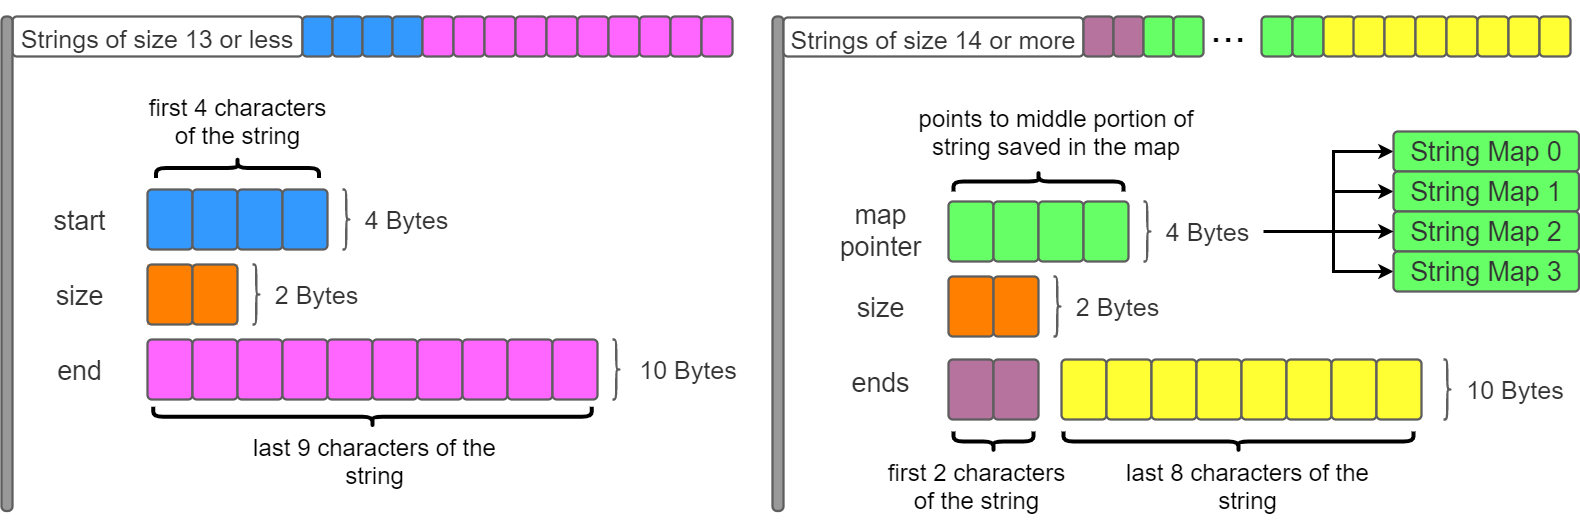 Strings of size 13 or less
first 4 characters
of the string
start
4 Bytes
size
2 Bytes
end
10 Bytes
last 9 characters of the
string
Strings of size 14 or more
...
points to middle portion of
string saved in the map
map
pointer
4 Bytes
String Map 0
String Map 1
String Map 2
String Map 3
size
2 Bytes
ends
10 Bytes
first 2 characters
of the string
last 8 characters of the
string